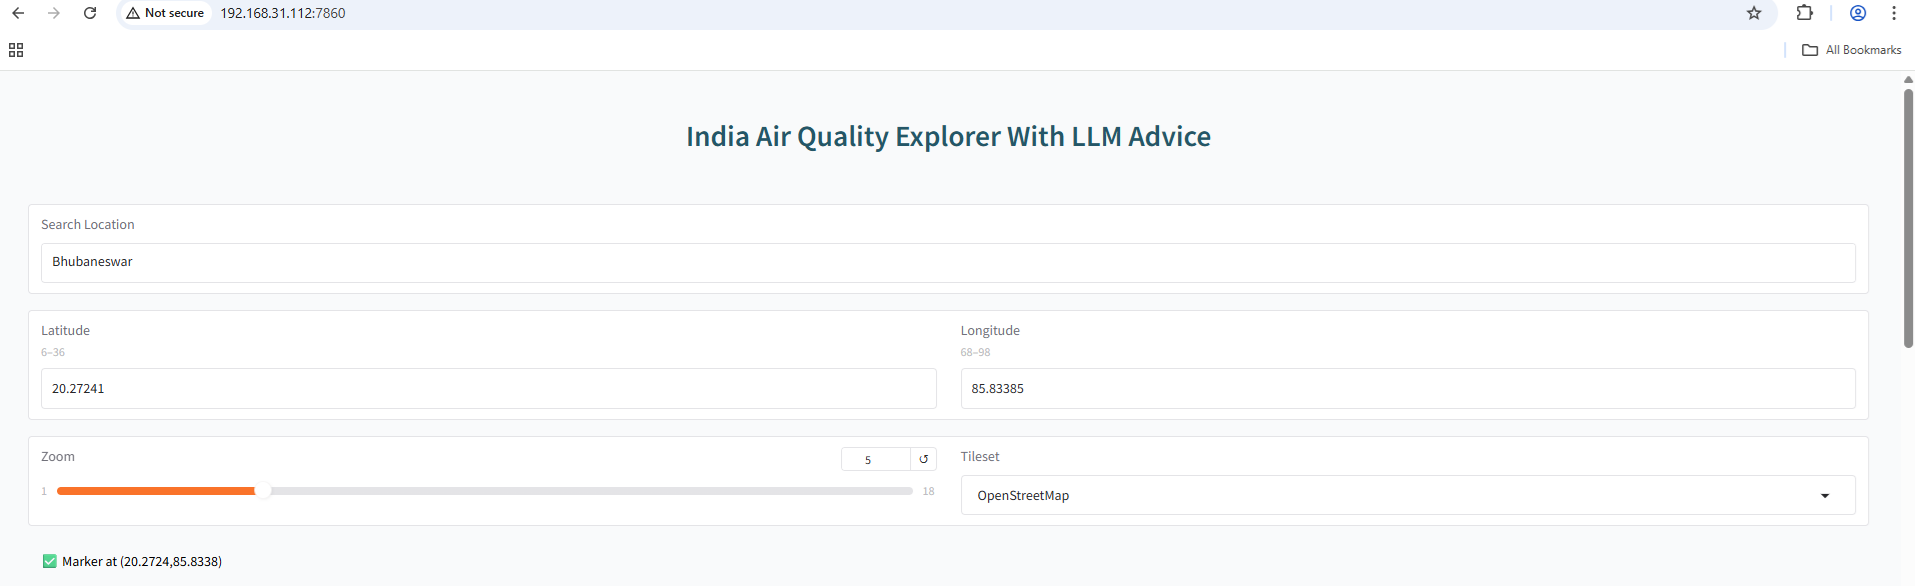 Not secure 192.168.31.112:7860
All Bookmarks
India Air Quality Explorer With LLM Advice
Search Location
Bhubaneswar
Latitude Longitude
6–36 68–98
20.27241 85.83385
Zoom 5 Tileset
1 18
OpenStreetMap
Marker at (20.2724,85.8338)